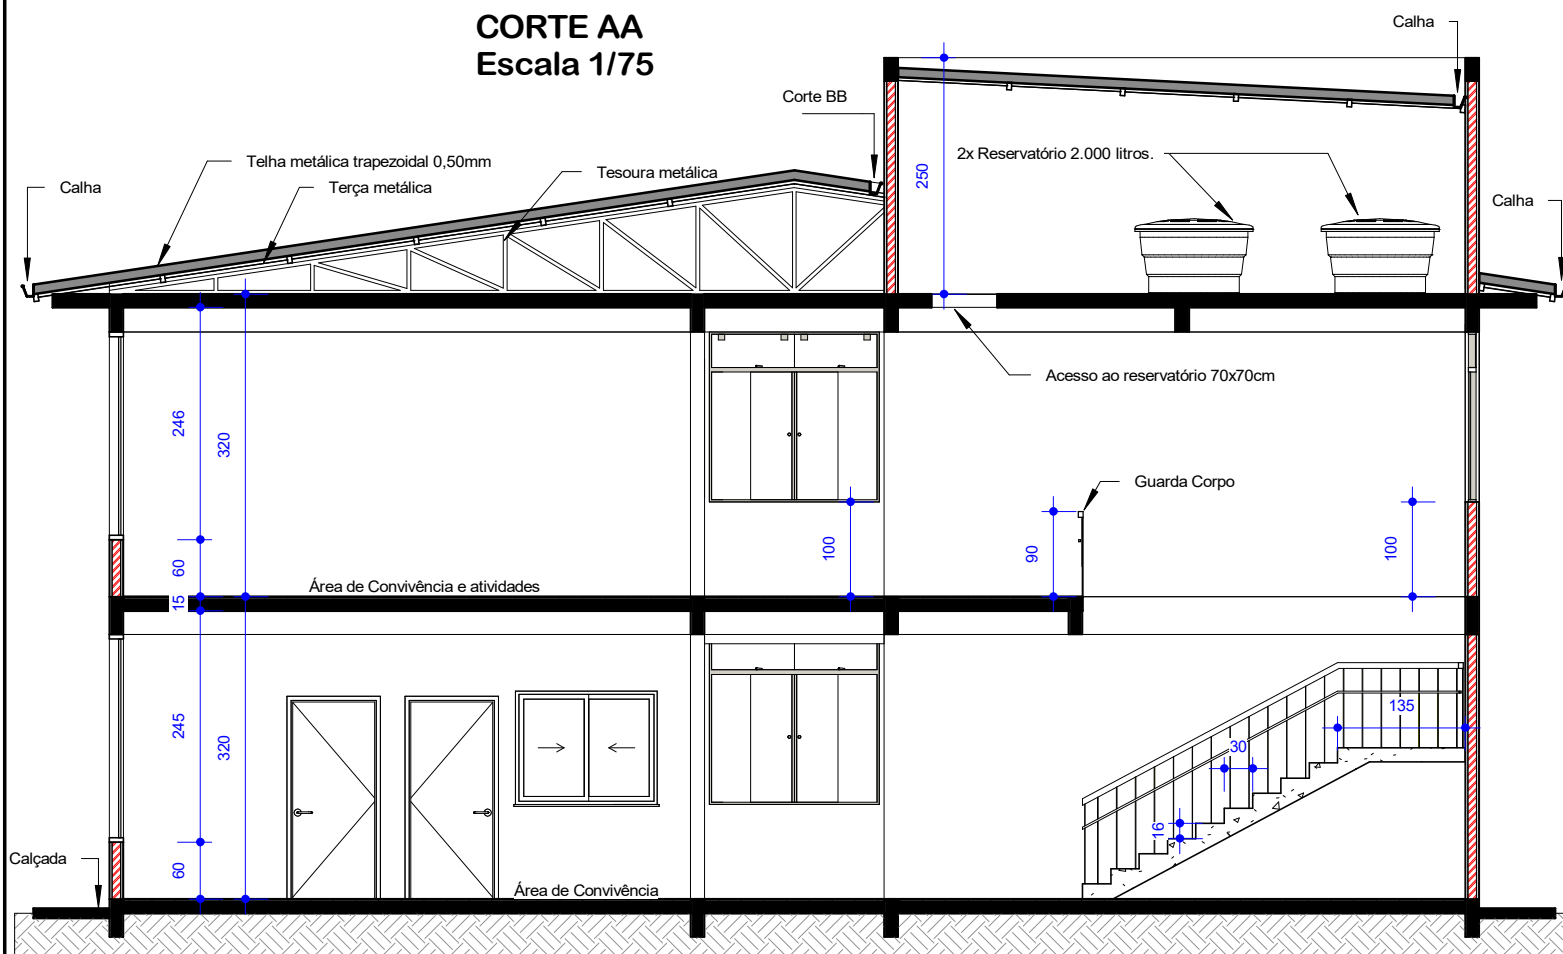 CORTE AA
Escala 1/75
Calha
Corte BB
Telha metálica trapezoidal 0,50mm
Tesoura metálica
2x Reservatório 2.000 litros.
Calha
Terça metálica
250
Calha
Acesso ao reservatório 70x70cm
246
320
Guarda Corpo
100
90
100
60
Área de Convivência e atividades
15
245
320
135
30
16
Calçada
60
Área de Convivência